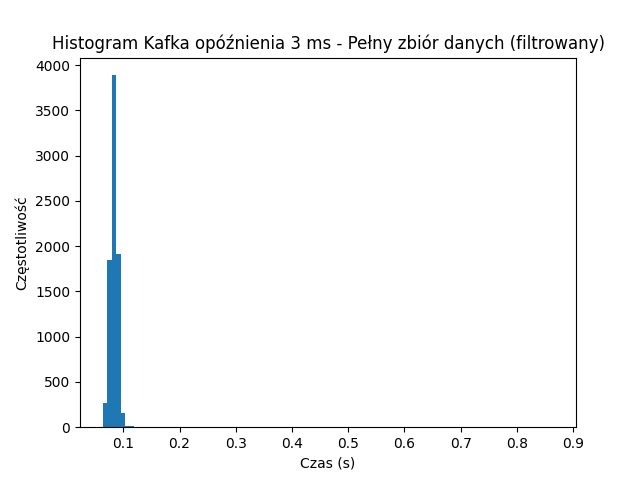 Histogram Kafka opóźnienia 3 ms - Pełny zbiór danych (filtrowany)
4000
3500
3000
2500
2000
1500
1000
500
0
Częstotliwość
0.1 0.2 0.3 0.4 0.5 0.6 0.7 0.8 0.9
Czas (s)